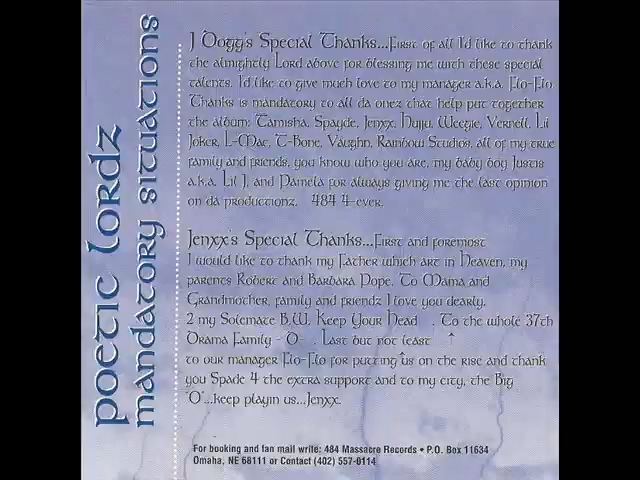 poetic lordz
mandatory situations
J Dogg's Special Thanks...First of all I'd like to thank
the almightly Lord above for blessing me with these special
talents. I'd like to give much love to my manager a.k.a. Flo-Flo.
Thanks is mandatory to all da onez that help put together
the album: Tamisha, Spayde, Jenxx, Hujju, Weegie, Vernell, Lil
Joker, L-Mac, T-Bone, Vaughn, Rainbow Studios, all of my true
family and friends, you know who you are, my baby boy Justis
a.k.a. Lil J, and Pamela for always giving me the last opinion
on da productionz. 484 4-ever.
Jenxx's Special Thanks...First and foremost
I would like to thank my Father which art in Heaven, my
parents Robert and Barbara Pope. To Mama and
Grandmother, family and friendz I love you dearly.
2 my Solemate B.W. Keep Your Head . To the whole 37th
Drama Family - "O" . Last but not least ↑
to our manager Flo-Flo for putting us on the rise and thank
you Spade 4 the extra support and to my city, the Big
"O"...keep playin us...Jenxx.
For booking and fan mail write: 484 Massacre Records • P.O. Box 11634
Omaha, NE 68111 or Contact (402) 557-0114